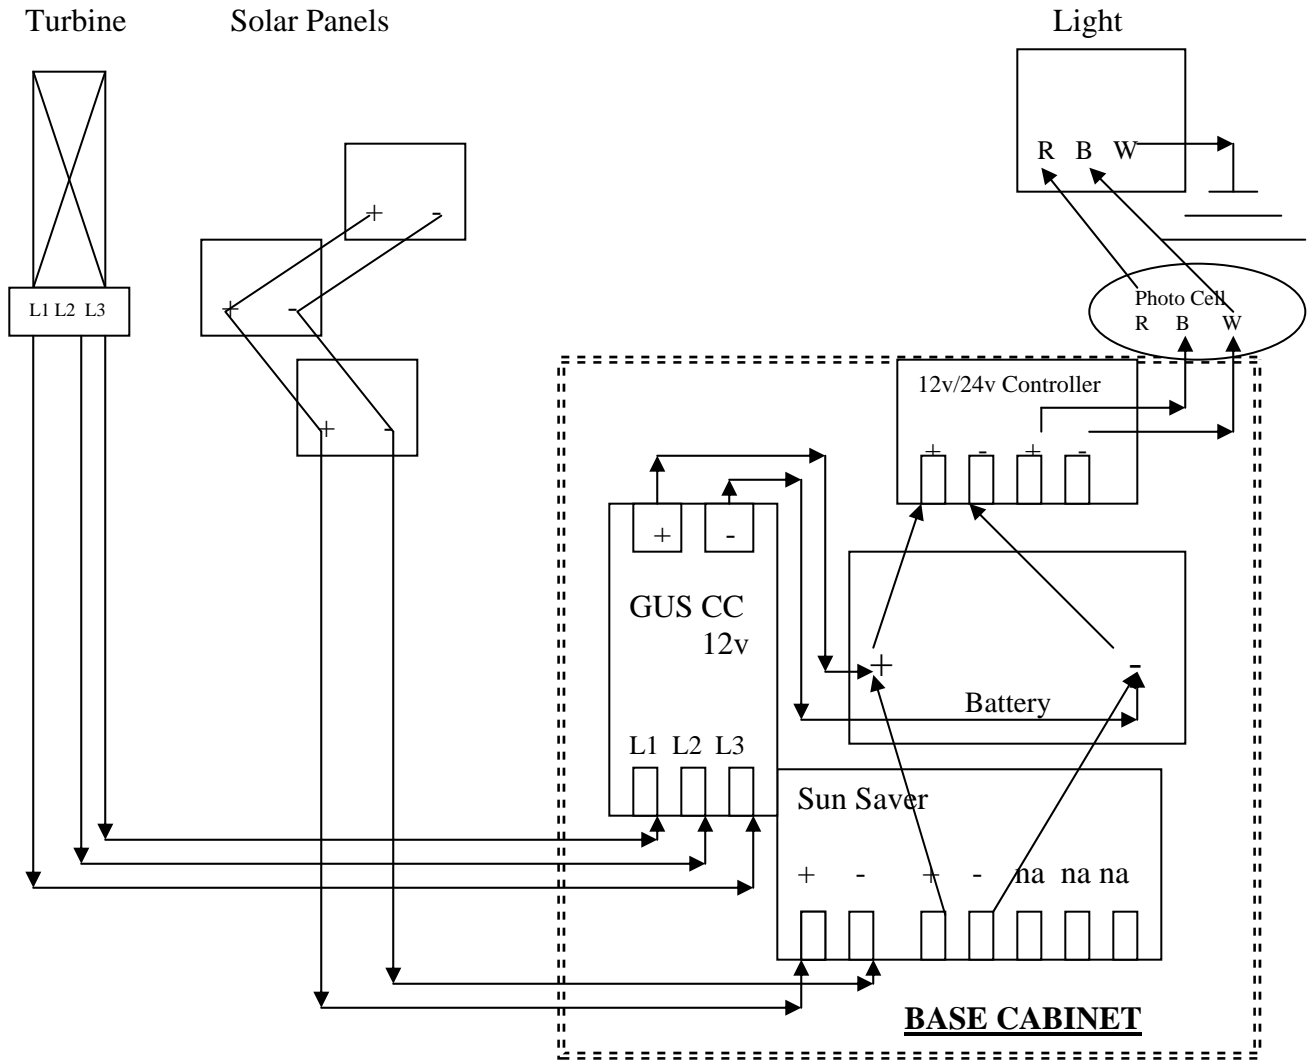 Turbine
Solar Panels
Light
R B W
+ -
+ -
L1 L2 L3
Photo Cell
R B W
12v/24v Controller
+ -
+ - + -
+ -
GUS CC
12v
+ -
Battery
L1 L2 L3
Sun Saver
+ - + - na na na
BASE CABINET